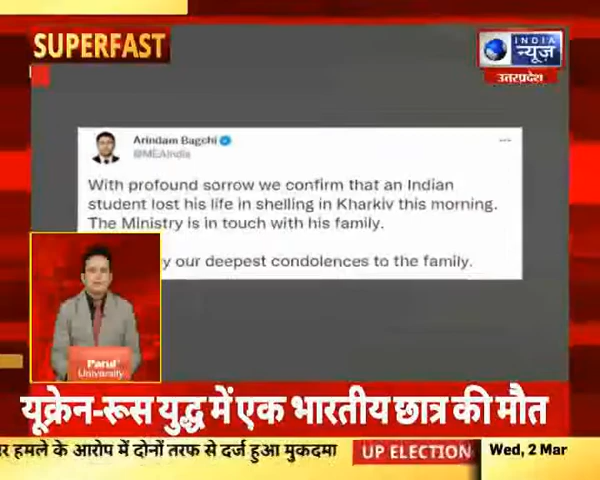 SUPERFAST
INDIA
न्यूज़
उत्तरप्रदेश
Arindam Bagchi
@MEAIndia
With profound sorrow we confirm that an Indian
student lost his life in shelling in Kharkiv this morning.
The Ministry is in touch with his family.
y our deepest condolences to the family.
Parul
University
यूक्रेन-रूस युद्ध में एक भारतीय छात्र की मौत
र हमले के आरोप में दोनों तरफ से दर्ज हुआ मुकदमा
UP ELECTION
Wed, 2 Mar